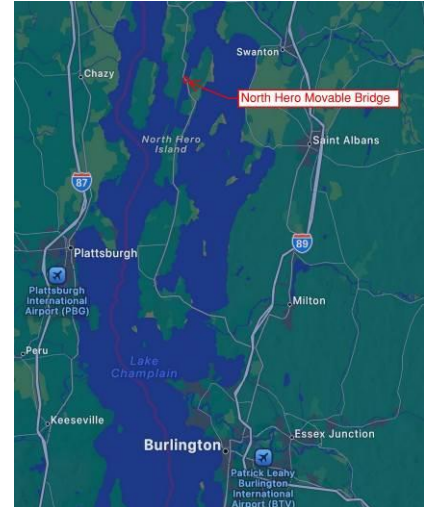 Swanton
Chazy
North Hero Movable Bridge
North Hero
Island
Saint Albans
87
89
Plattsburgh
Plattsburgh
International
Airport (PBG)
Milton
Peru
Lake
Champlain
Keeseville
Essex Junction
Burlington
Patrick Leahy
Burlington
International
Airport (BTV)